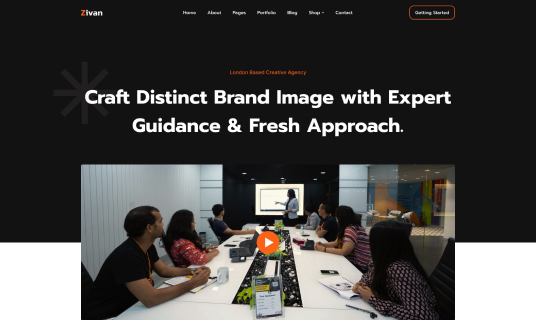 Zivan
Home About Pages Portfolio Blog Shop Contact
Getting Started
London Based Creative Agency
Craft Distinct Brand Image with Expert
Guidance & Fresh Approach.